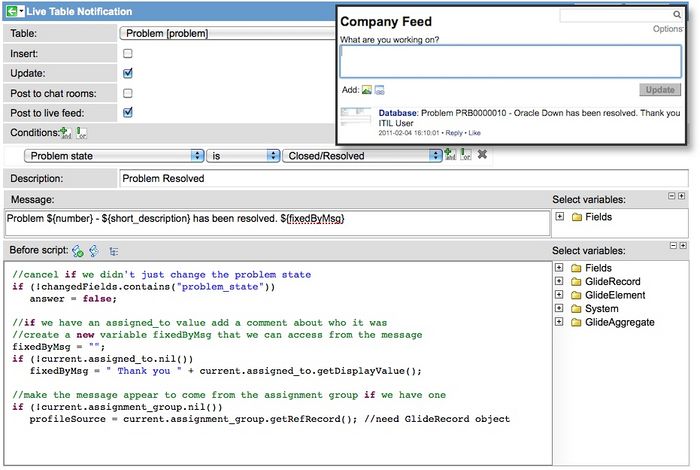 Live Table Notification
Table: Problem [problem]
Insert:
Update:
Post to chat rooms:
Post to live feed:
Conditions: and or
Problem state is Closed/Resolved and or
Description: Problem Resolved
Company Feed
Options
What are you working on?
Add: Update
Database: Problem PRB0000010 - Oracle Down has been resolved. Thank you
ITIL User
2011-02-04 16:10:01 • Reply • Like
Message: Select variables:
Problem ${number} - ${short_description} has been resolved. ${fixedByMsg}
Fields
Before script: Select variables:
//cancel if we didn't just change the problem state
if (!changedFields.contains("problem_state"))
answer = false;
//if we have an assigned_to value add a comment about who it was
//create a new variable fixedByMsg that we can access from the message
fixedByMsg = "";
if (!current.assigned_to.nil())
fixedByMsg = " Thank you " + current.assigned_to.getDisplayValue();
//make the message appear to come from the assignment group if we have one
if (!current.assignment_group.nil())
profileSource = current.assignment_group.getRefRecord(); //need GlideRecord object
Fields
GlideRecord
GlideElement
System
GlideAggregate